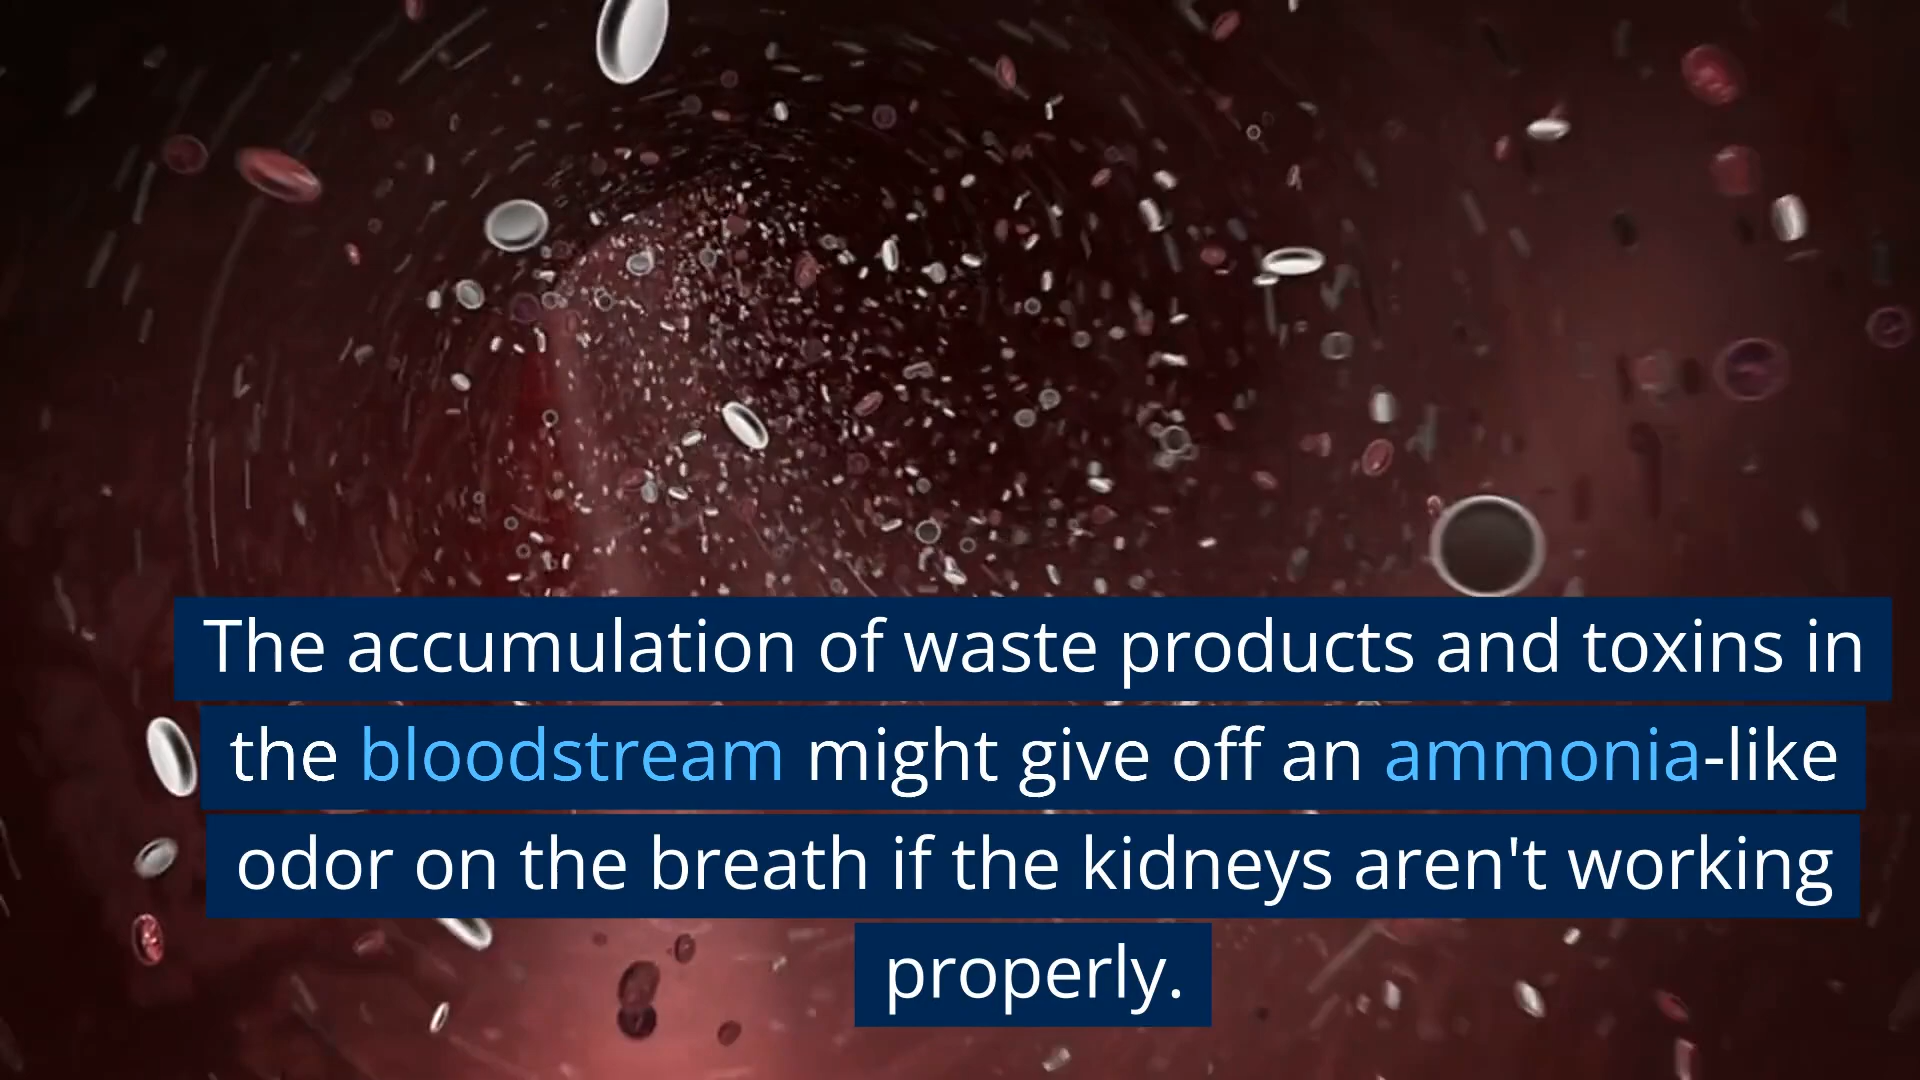 The accumulation of waste products and toxins in
the bloodstream might give off an ammonia-like
odor on the breath if the kidneys aren't working
properly.